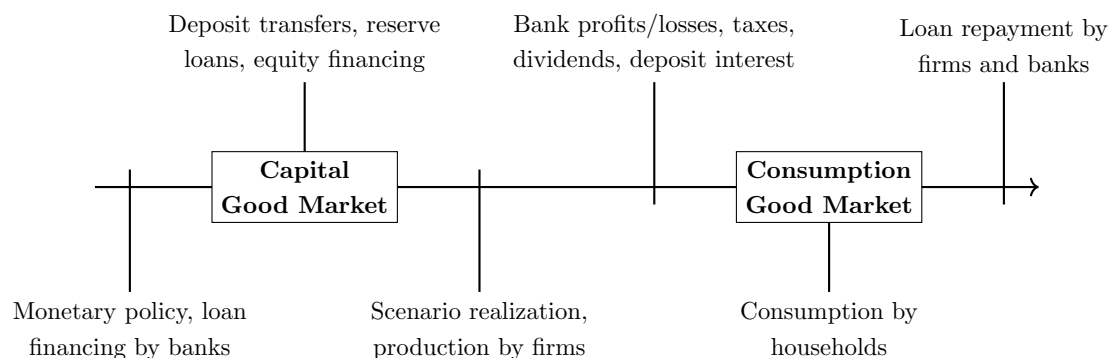 Deposit transfers, reserve
loans, equity financing
Bank profits/losses, taxes,
dividends, deposit interest
Loan repayment by
firms and banks
Capital
Good Market
Consumption
Good Market
Monetary policy, loan
financing by banks
Scenario realization,
production by firms
Consumption by
households